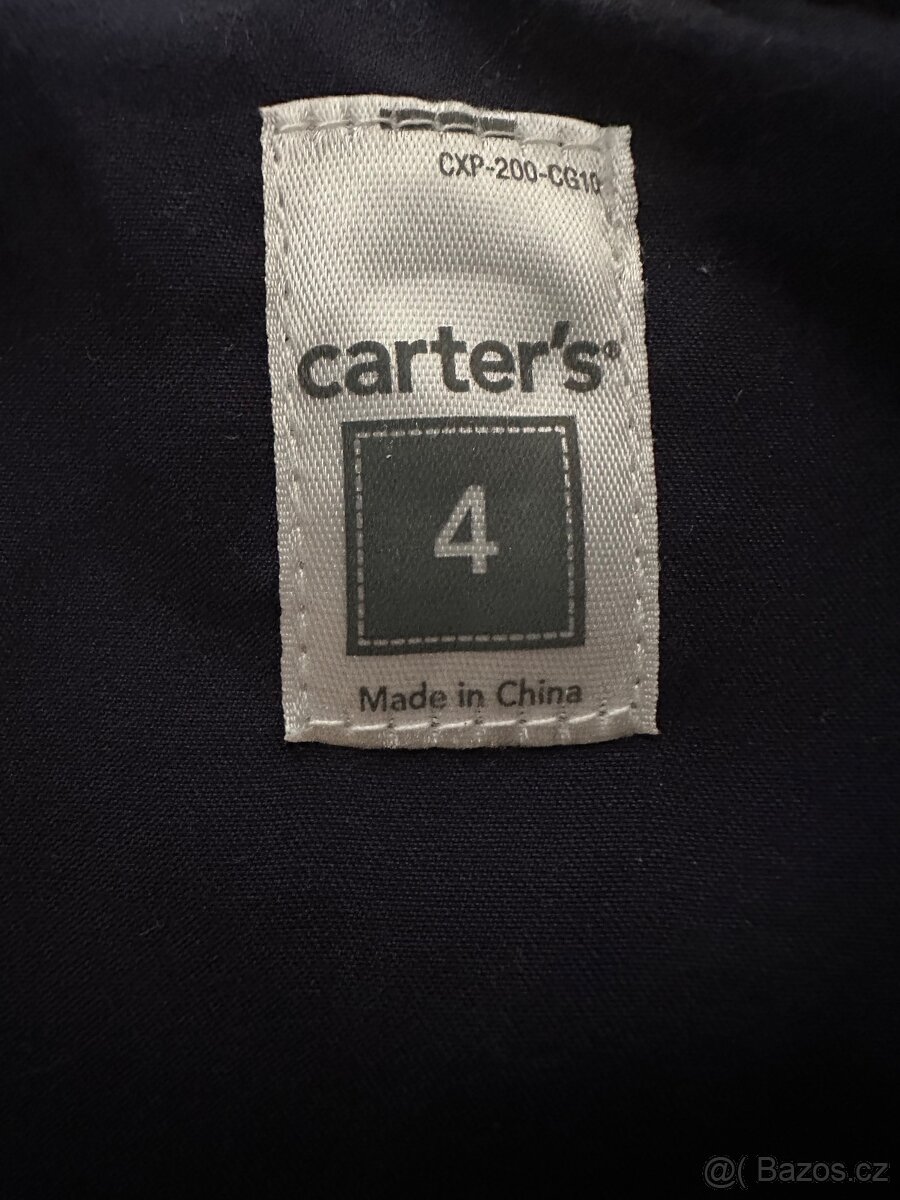 CXP-200-CG10
carter's®
4
Made in China
@( Bazos.cz